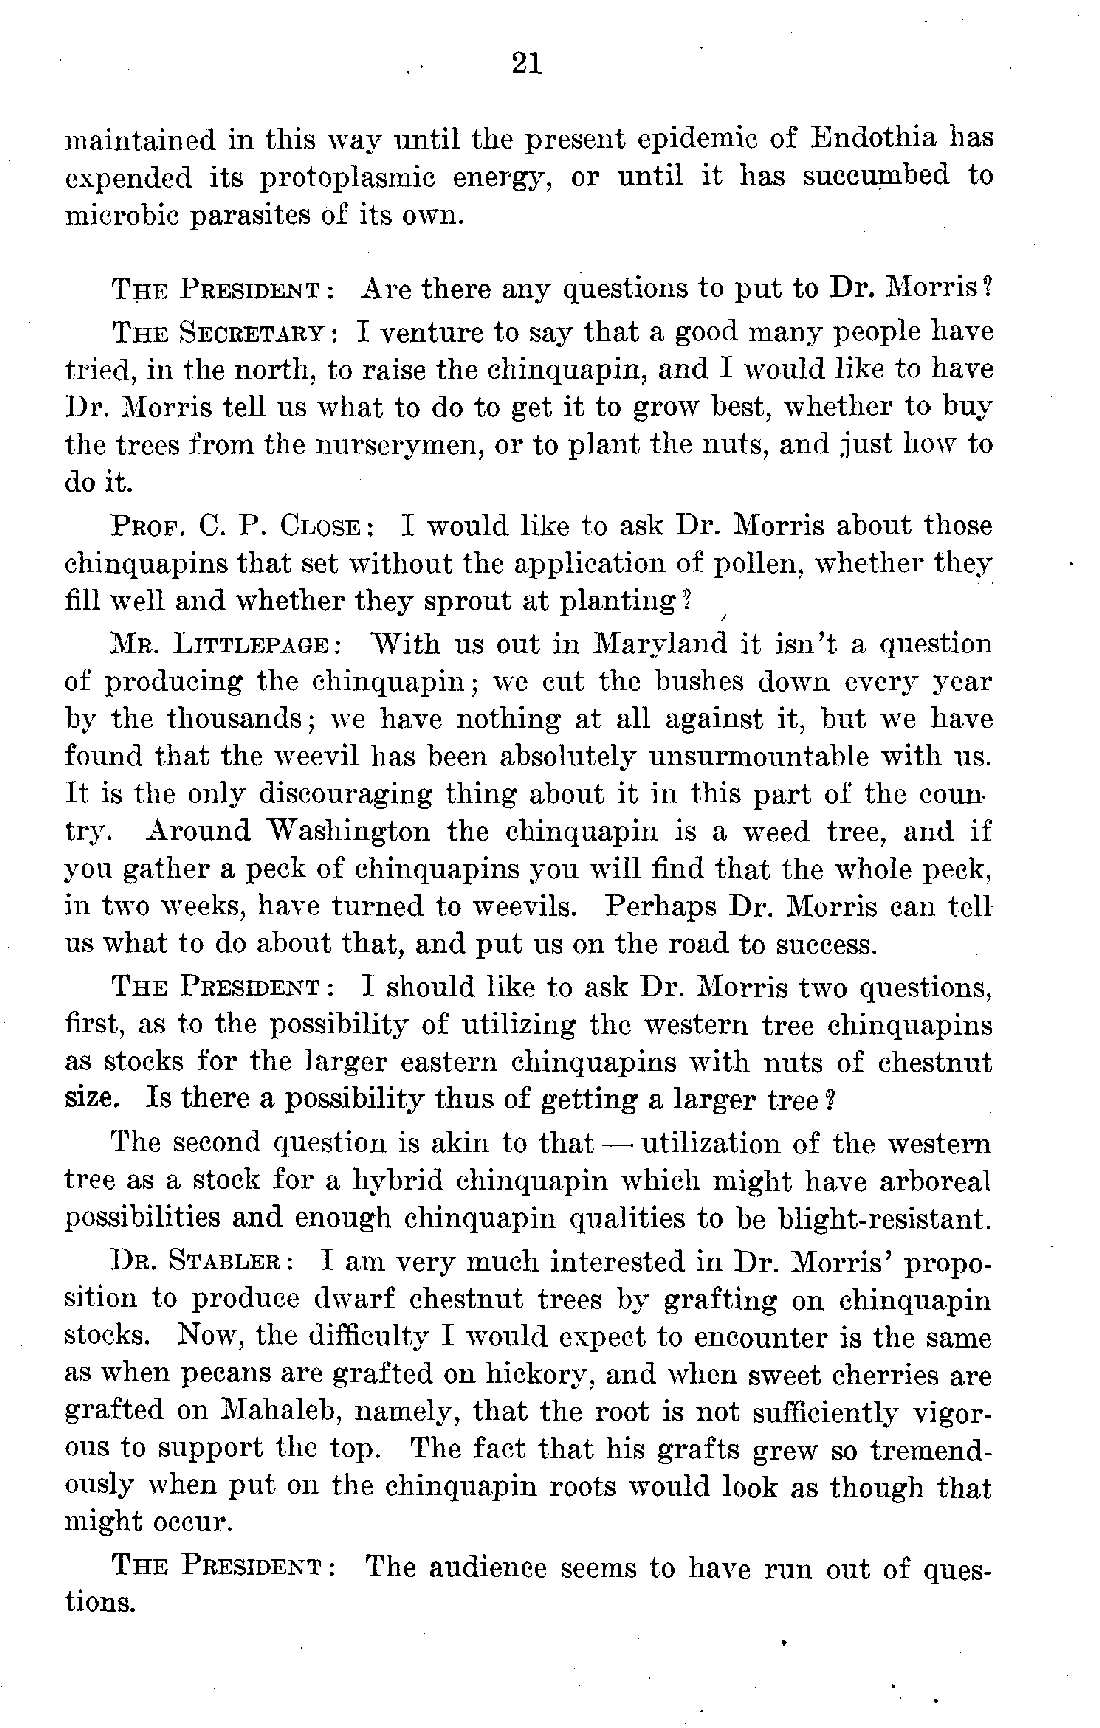 21
maintained in this way until the present epidemic of Endothia has
expended its protoplasmic energy, or until it has succumbed to
microbic parasites of its own.
THE PRESIDENT: Are there any questions to put to Dr. Morris?
THE SECRETARY: I venture to say that a good many people have
tried, in the north, to raise the chinquapin, and I would like to have
Dr. Morris tell us what to do to get it to grow best, whether to buy
the trees from the nurserymen, or to plant the nuts, and just how to
do it.
PROF. C. P. CLOSE: I would like to ask Dr. Morris about those
chinquapins that set without the application of pollen, whether they
fill well and whether they sprout at planting?
MR. LITTLEPAGE: With us out in Maryland it isn't a question
of producing the chinquapin; we cut the bushes down every year
by the thousands; we have nothing at all against it, but we have
found that the weevil has been absolutely unsurmountable with us.
It is the only discouraging thing about it in this part of the coun-
try. Around Washington the chinquapin is a weed tree, and if
you gather a peck of chinquapins you will find that the whole peck,
in two weeks, have turned to weevils. Perhaps Dr. Morris can tell
us what to do about that, and put us on the road to success.
THE PRESIDENT: I should like to ask Dr. Morris two questions,
first, as to the possibility of utilizing the western tree chinquapins
as stocks for the larger eastern chinquapins with nuts of chestnut
size. Is there a possibility thus of getting a larger tree?
The second question is akin to that — utilization of the western
tree as a stock for a hybrid chinquapin which might have arboreal
possibilities and enough chinquapin qualities to be blight-resistant.
DR. STABLER: I am very much interested in Dr. Morris' propo-
sition to produce dwarf chestnut trees by grafting on chinquapin
stocks. Now, the difficulty I would expect to encounter is the same
as when pecans are grafted on hickory, and when sweet cherries are
grafted on Mahaleb, namely, that the root is not sufficiently vigor-
ous to support the top. The fact that his grafts grew so tremend-
ously when put on the chinquapin roots would look as though that
might occur.
THE PRESIDENT: The audience seems to have run out of ques-
tions.